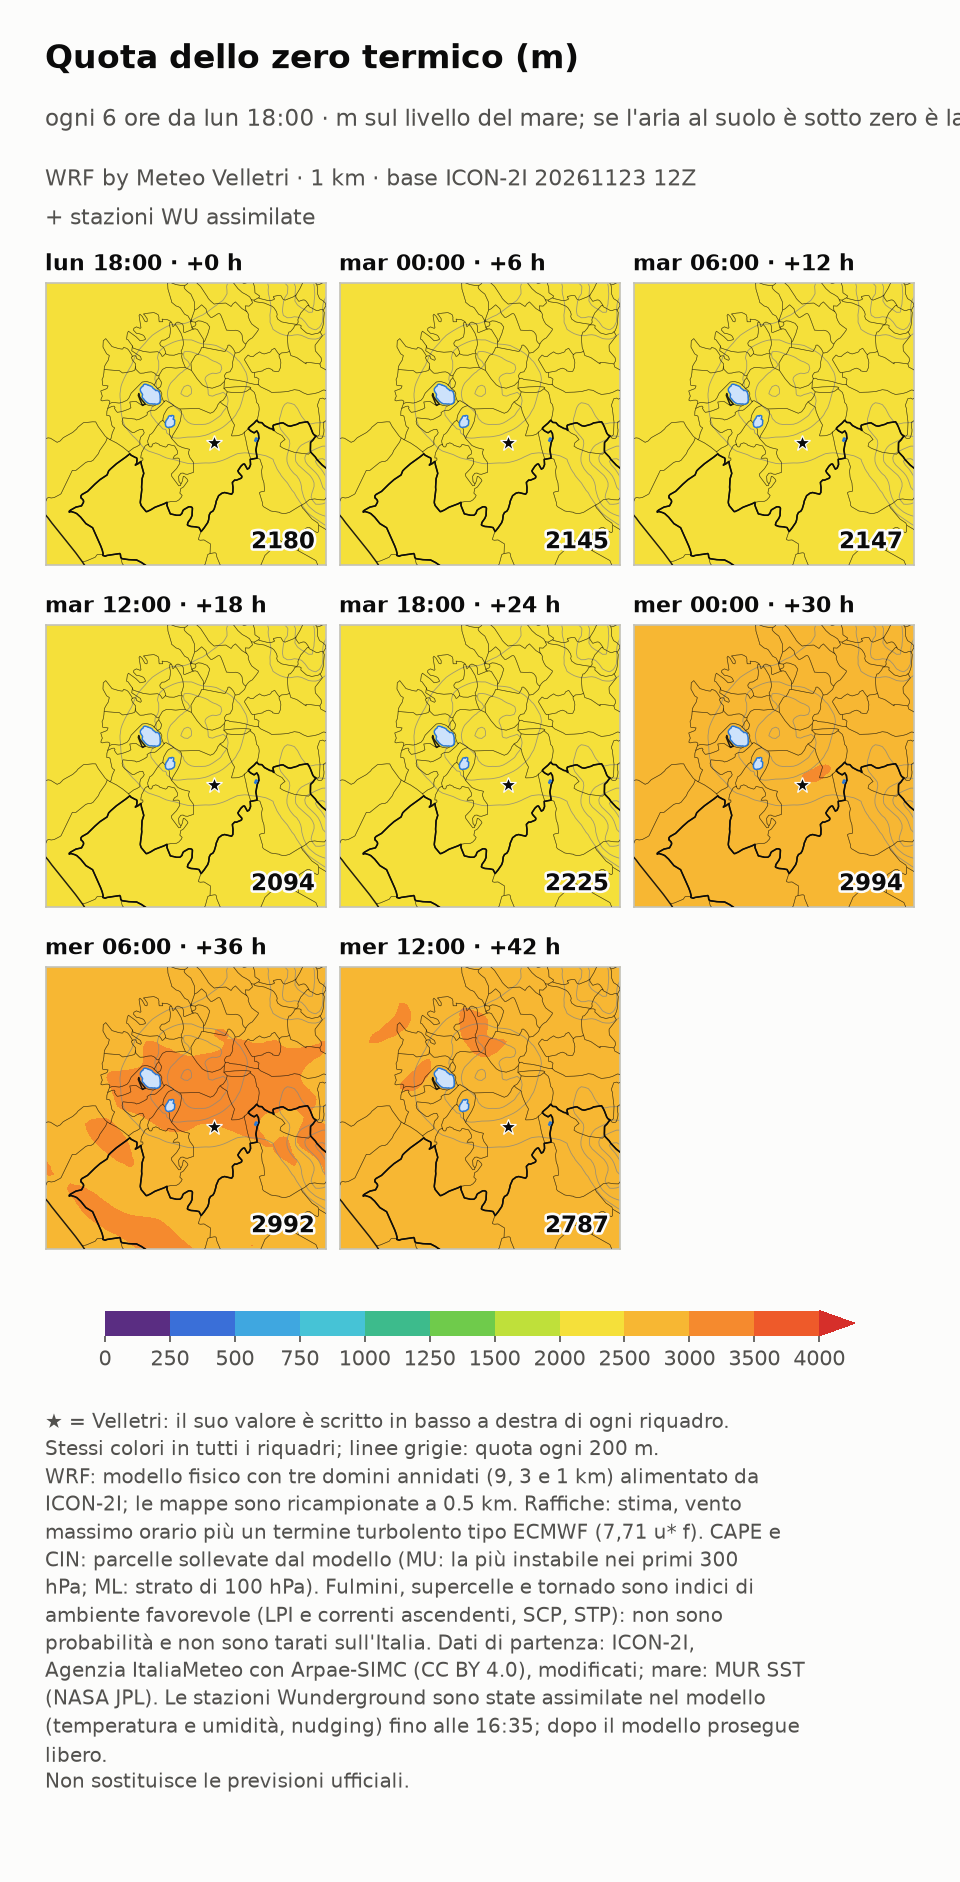 Quota dello zero termico (m)
ogni 6 ore da lun 18:00 · m sul livello del mare; se l'aria al suolo è sotto zero è la
WRF by Meteo Velletri · 1 km · base ICON-2I 20261123 12Z
+ stazioni WU assimilate
lun 18:00 · +0 h
mar 00:00 · +6 h
mar 06:00 · +12 h
2180
2145
2147
mar 12:00 · +18 h
mar 18:00 · +24 h
mer 00:00 · +30 h
2094
2225
2994
mer 06:00 · +36 h
mer 12:00 · +42 h
2992
2787
0 250 500 750 1000 1250 1500 2000 2500 3000 3500 4000
★ = Velletri: il suo valore è scritto in basso a destra di ogni riquadro.
Stessi colori in tutti i riquadri; linee grigie: quota ogni 200 m.
WRF: modello fisico con tre domini annidati (9, 3 e 1 km) alimentato da
ICON-2I; le mappe sono ricampionate a 0.5 km. Raffiche: stima, vento
massimo orario più un termine turbolento tipo ECMWF (7,71 u* f). CAPE e
CIN: parcelle sollevate dal modello (MU: la più instabile nei primi 300
hPa; ML: strato di 100 hPa). Fulmini, supercelle e tornado sono indici di
ambiente favorevole (LPI e correnti ascendenti, SCP, STP): non sono
probabilità e non sono tarati sull'Italia. Dati di partenza: ICON-2I,
Agenzia ItaliaMeteo con Arpae-SIMC (CC BY 4.0), modificati; mare: MUR SST
(NASA JPL). Le stazioni Wunderground sono state assimilate nel modello
(temperatura e umidità, nudging) fino alle 16:35; dopo il modello prosegue
libero.
Non sostituisce le previsioni ufficiali.